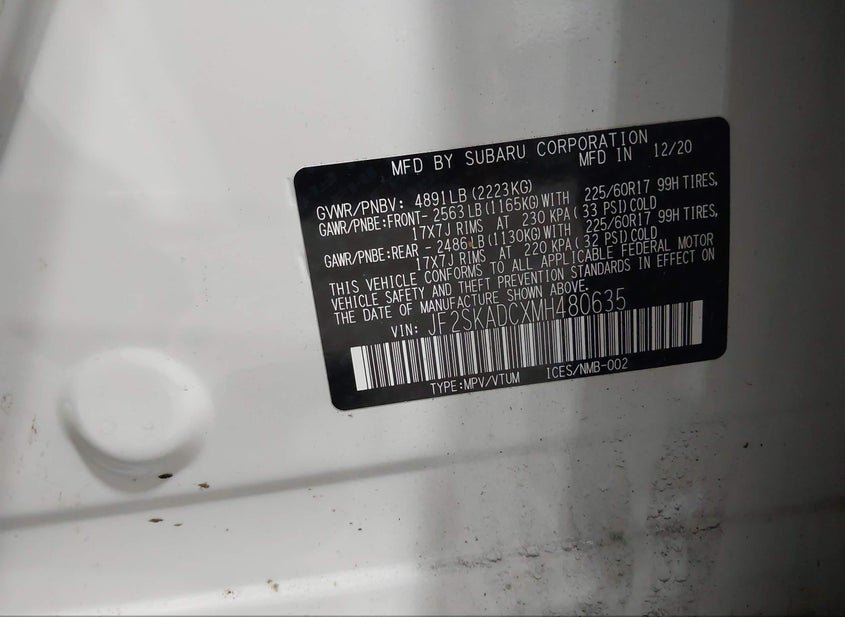 MFD BY SUBARU CORPORATION
MFD IN 12/20
GVWR/PNBV: 4891LB (2223KG)
GAWR/PNBE:FRONT- 2563LB (1165KG) WITH 225/60R17 99H TIRES,
17X7J RIMS AT 230 KPA ( 33 PSI) COLD
GAWR/PNBE:REAR - 2486LB (1130KG) WITH 225/60R17 99H TIRES,
17X7J RIMS AT 220 KPA ( 32 PSI) COLD
THIS VEHICLE CONFORMS TO ALL APPLICABLE FEDERAL MOTOR
VEHICLE SAFETY AND THEFT PREVENTION STANDARDS IN EFFECT ON
THE DATE OF MANUFACTURE SHOWN ABOVE.
VIN: JF2SKADCXMH480635
TYPE:MPV/VTUM ICES/NMB-002